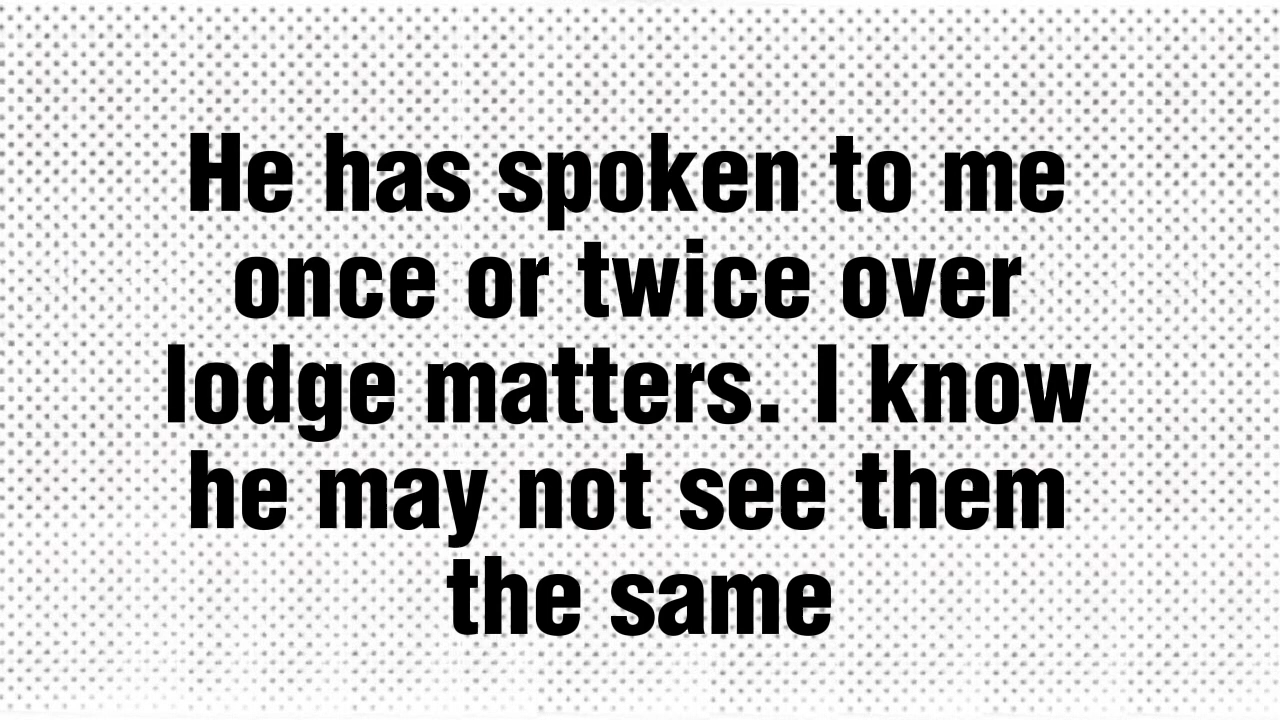 He has spoken to me
once or twice over
lodge matters. I know
he may not see them
the same